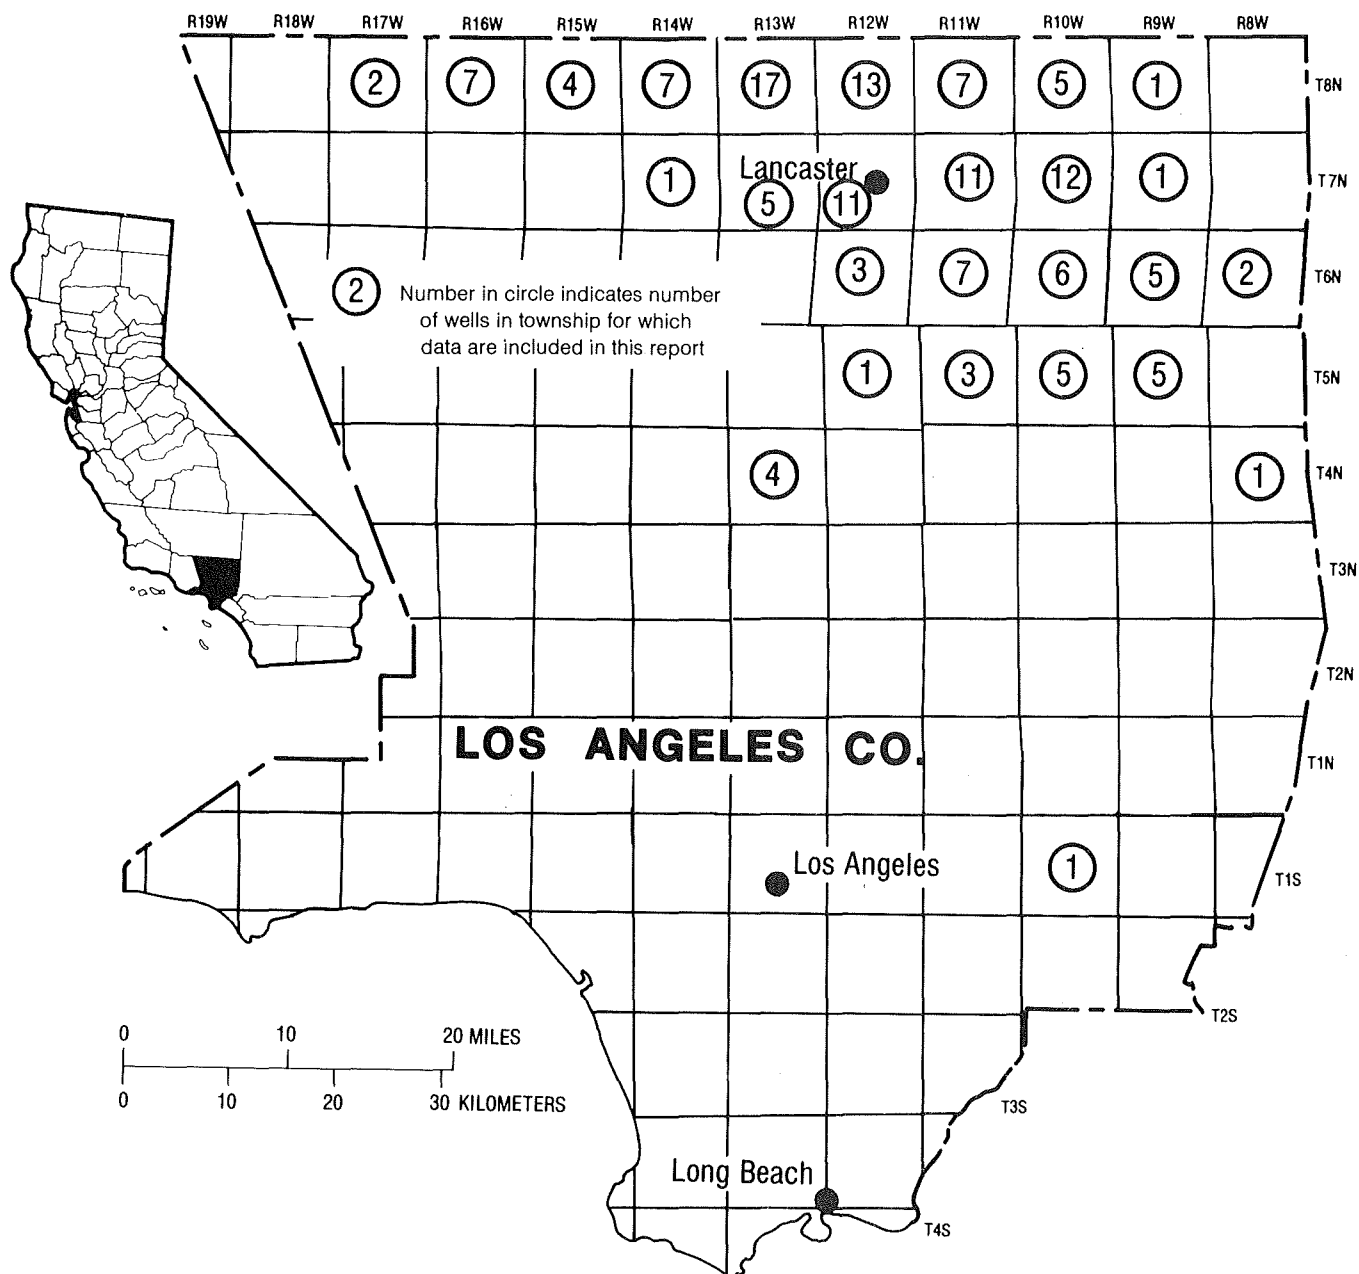 R19W R18W R17W R16W R15W R14W R13W R12W R11W R10W R9W R8W
2 7 4 7 17 13 7 5 1 T8N
Lancaster
1 5 11 11 12 1 T7N
3 7 6 5 2 T6N
2 Number in circle indicates number
of wells in township for which
data are included in this report
1 3 5 5 T5N
4 1 T4N
T3N
T2N
LOS ANGELES CO.
T1N
Los Angeles
1 T1S
T2S
0 10 20 MILES
0 10 20 30 KILOMETERS
T3S
Long Beach
T4S